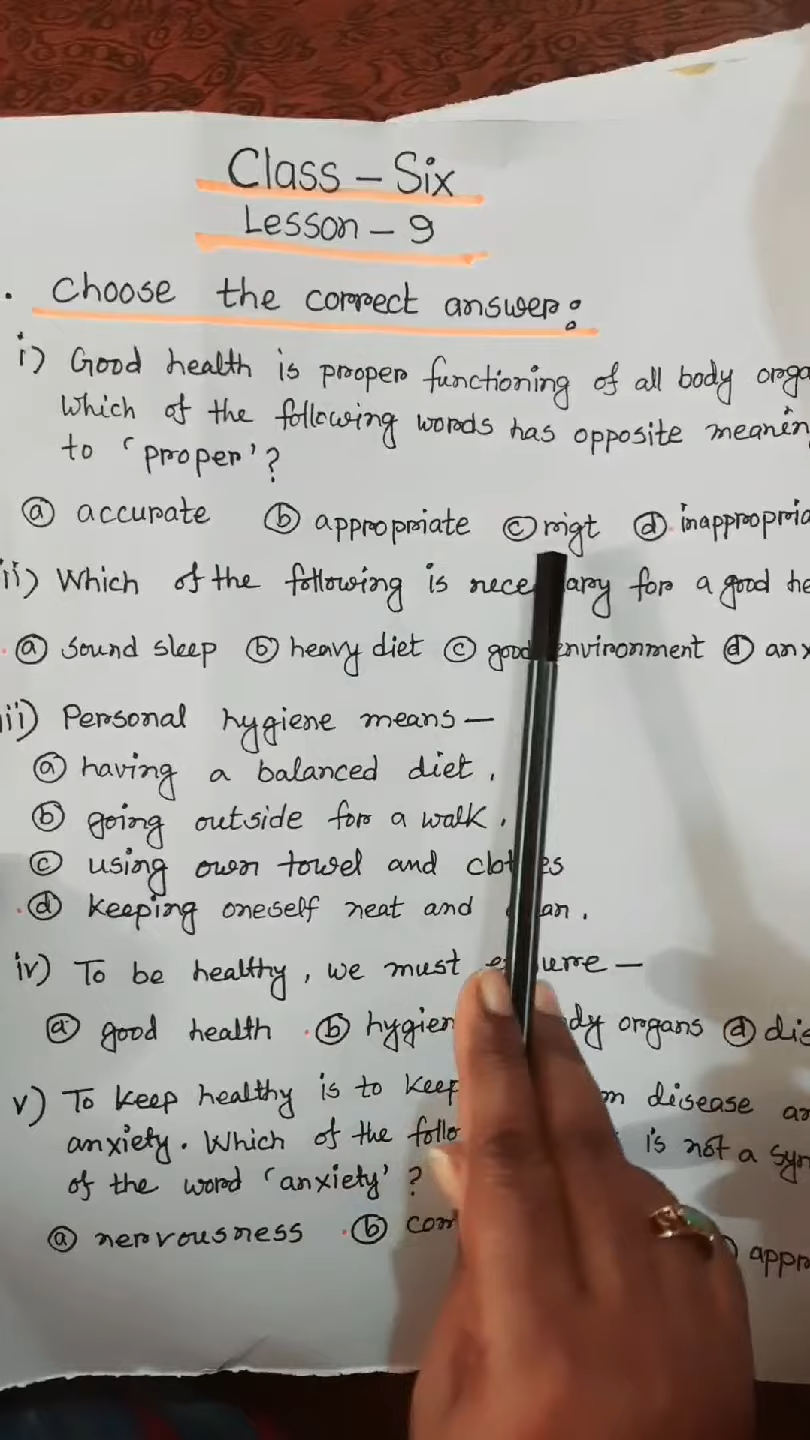 Class – Six
Lesson – 9
. Choose the correct answer:
i) Good health is proper functioning of all body
Which of the following words has opposite
to 'proper'?
ⓐ accurate ⓑ appropriate ⓒ rigt ⓓ
ii) Which of the following is for a good
ⓐ sound sleep ⓑ heavy diet ⓒ good environment ⓓ
iii) Personal hygiene means —
ⓐ having a balanced diet.
ⓑ going outside for a walk.
ⓒ using own towel and
ⓓ keeping oneself neat and
iv) To be healthy, we must —
ⓐ good health ⓑ organs ⓓ
v) To keep healthy is to keep disease
anxiety. Which of the is not a
of the word 'anxiety'?
ⓐ nervousness ⓑ